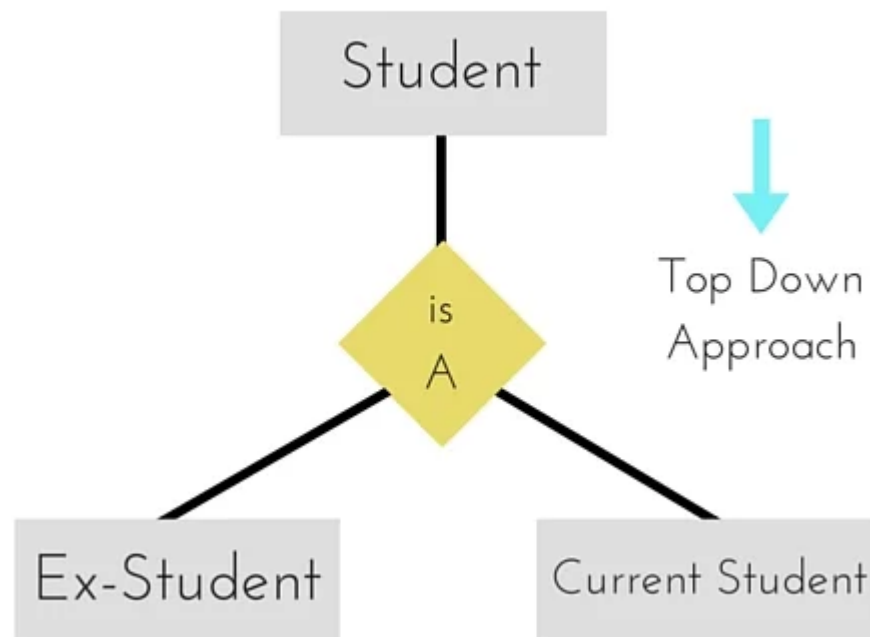 Student
is
A
Top Down
Approach
Ex-Student
Current Student